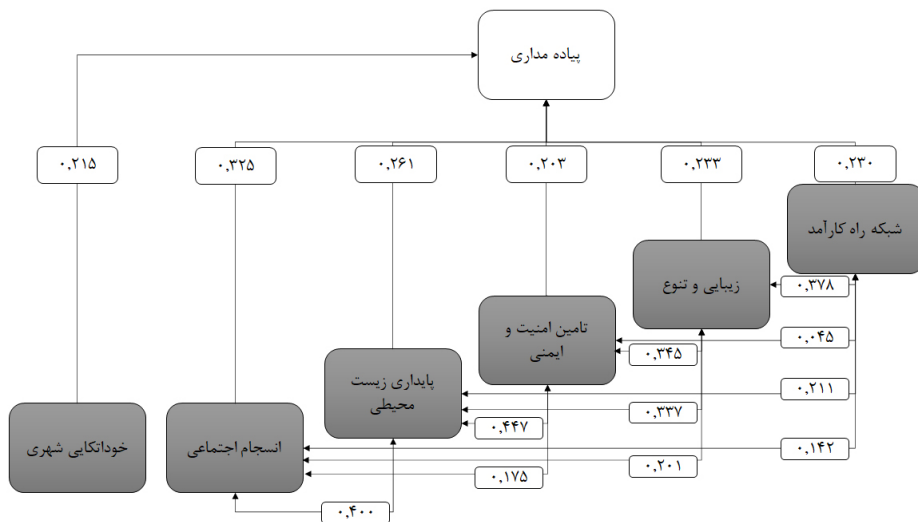 پیاده مداری
۰,۲۳۰
۰,۲۳۳
۰,۲۰۳
۰,۲۶۱
۰,۳۲۵
۰,۲۱۵
شبکه راه کارآمد
زیبایی و تنوع
۰,۳۷۸
تامین امنیت و
ایمنی
۰,۰۴۵
۰,۳۴۵
پایداری زیست
محیطی
۰,۲۱۱
۰,۳۳۷
۰,۴۴۷
انسجام اجتماعی
خوداتکایی شهری
۰,۱۴۲
۰,۲۰۱
۰,۱۷۵
۰,۴۰۰